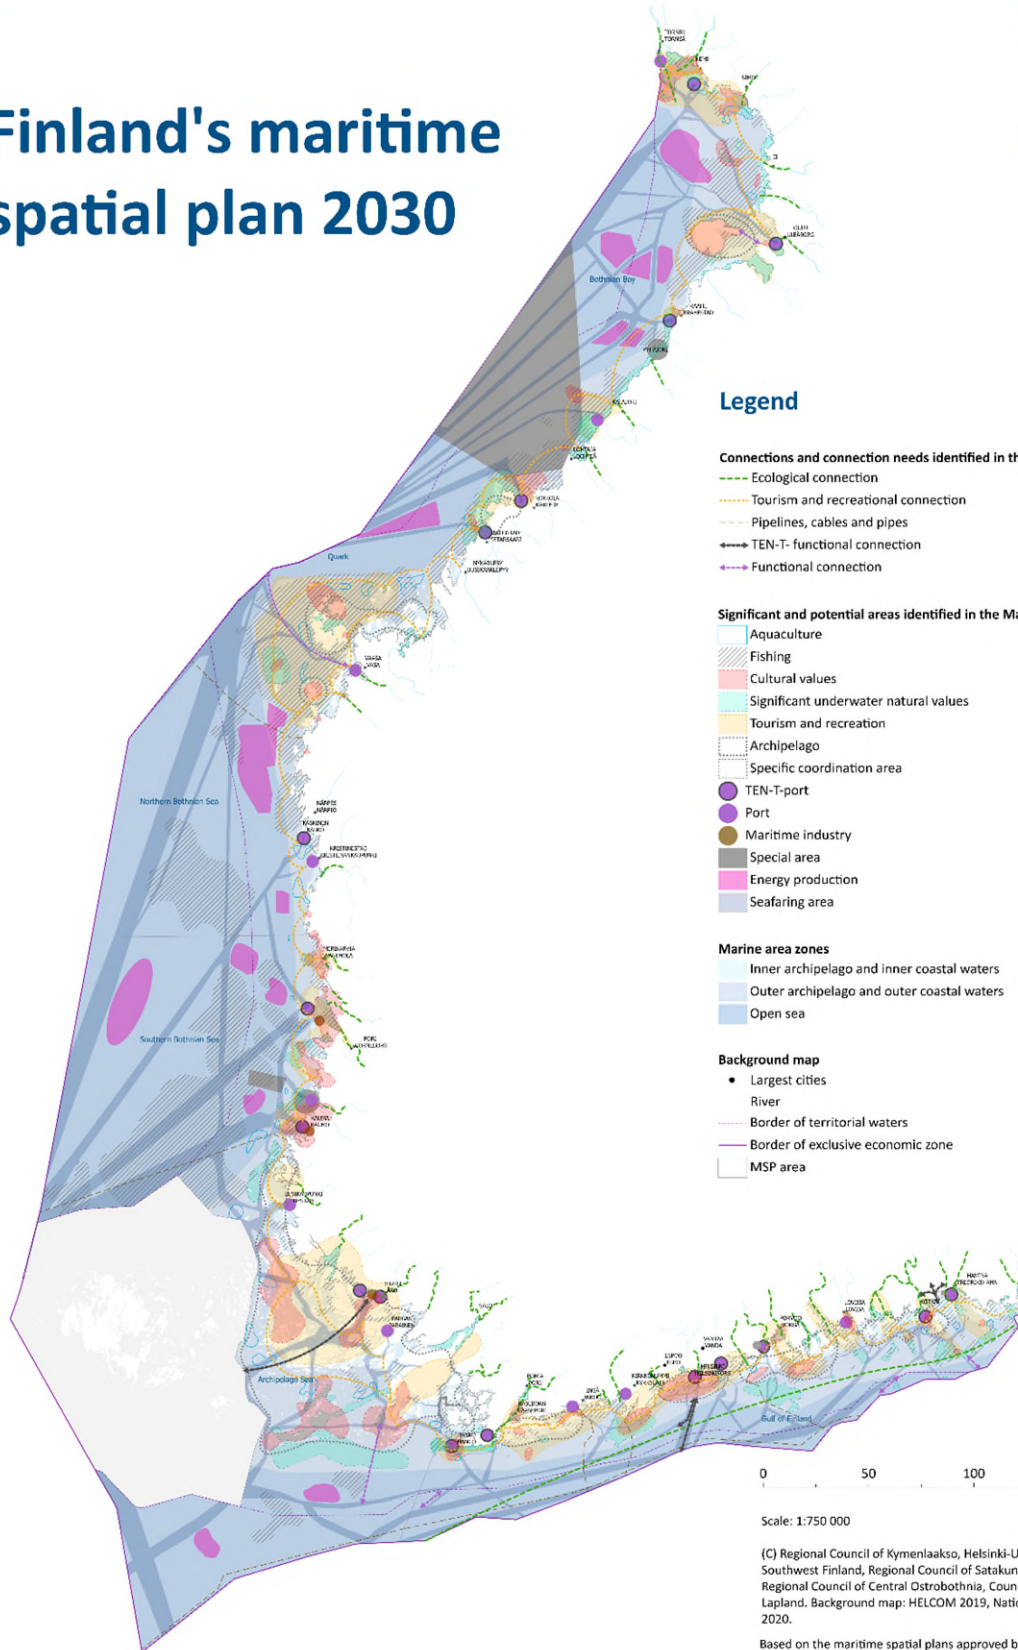 Finland's maritime
spatial plan 2030
TORNIO
TORNEÅ
KEMI
Bothnian Bay
Quark
VAASA
VASA
Northern Bothnian Sea
Southern Bothnian Sea
Archipelago Sea
Gulf of Finland
HELSINKI
Legend
Connections and connection needs identified in th
Ecological connection
Tourism and recreational connection
Pipelines, cables and pipes
TEN-T- functional connection
Functional connection
Significant and potential areas identified in the Ma
Aquaculture
Fishing
Cultural values
Significant underwater natural values
Tourism and recreation
Archipelago
Specific coordination area
TEN-T-port
Port
Maritime industry
Special area
Energy production
Seafaring area
Marine area zones
Inner archipelago and inner coastal waters
Outer archipelago and outer coastal waters
Open sea
Background map
Largest cities
River
Border of territorial waters
Border of exclusive economic zone
MSP area
0 50 100
Scale: 1:750 000
(C) Regional Council of Kymenlaakso, Helsinki-U
Southwest Finland, Regional Council of Satakun
Regional Council of Central Ostrobothnia, Coun
Lapland. Background map: HELCOM 2019, Natio
2020.
Based on the maritime spatial plans approved b